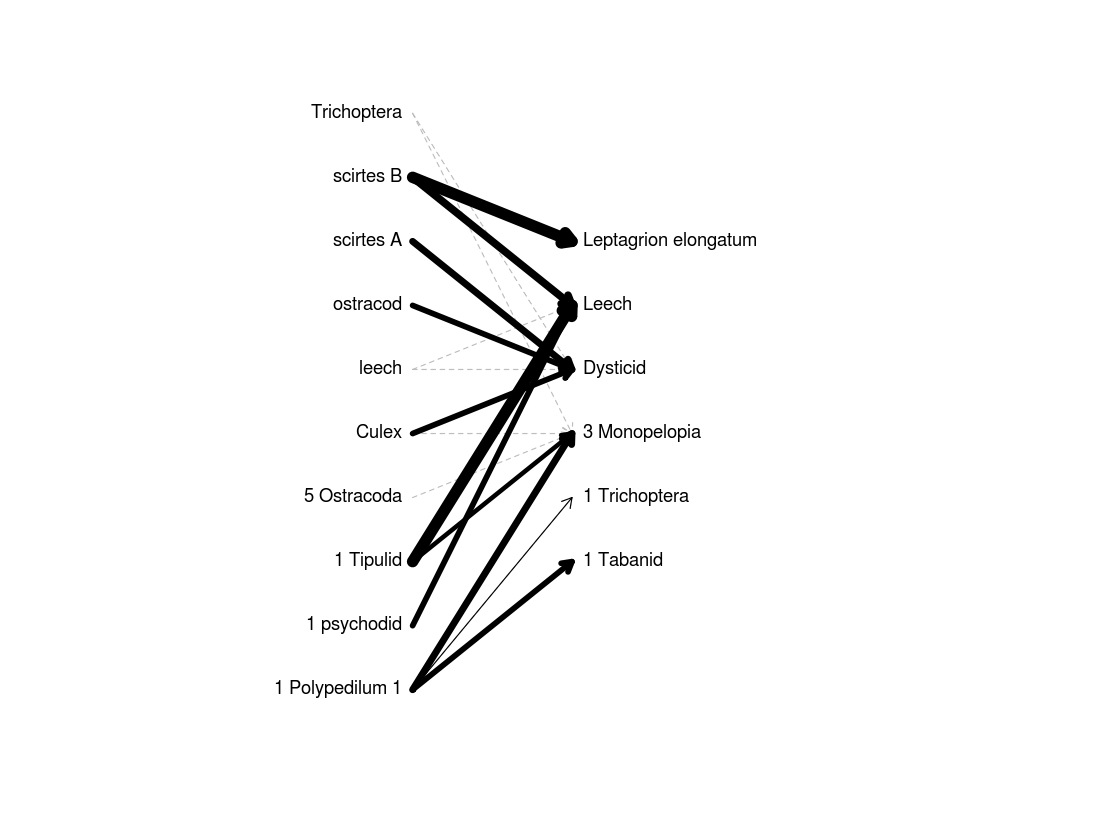 Trichoptera
scirtes B
scirtes A
Leptagrion elongatum
ostracod
Leech
leech
Dysticid
Culex
3 Monopelopia
5 Ostracoda
1 Trichoptera
1 Tipulid
1 Tabanid
1 psychodid
1 Polypedilum 1